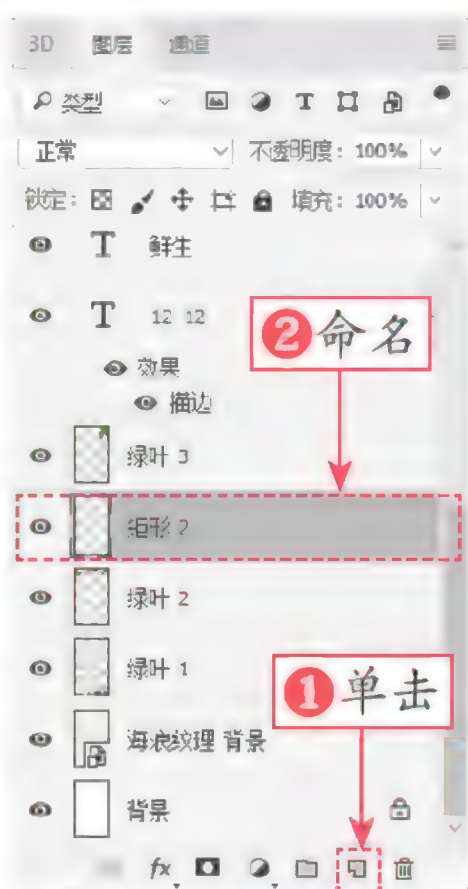 3D 图层 通道
类型 T
正常 不透明度: 100%
锁定: 填充: 100%
T 鲜生
T 12 12
❷命名
效果
描边
绿叶 3
矩形 2
绿叶 2
绿叶 1
❶单击
海浪纹理 背景
背景
fx